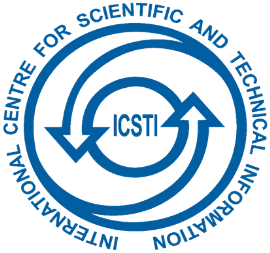 INTERNATIONAL CENTRE FOR SCIENTIFIC AND TECHNICAL INFORMATION
ICSTI